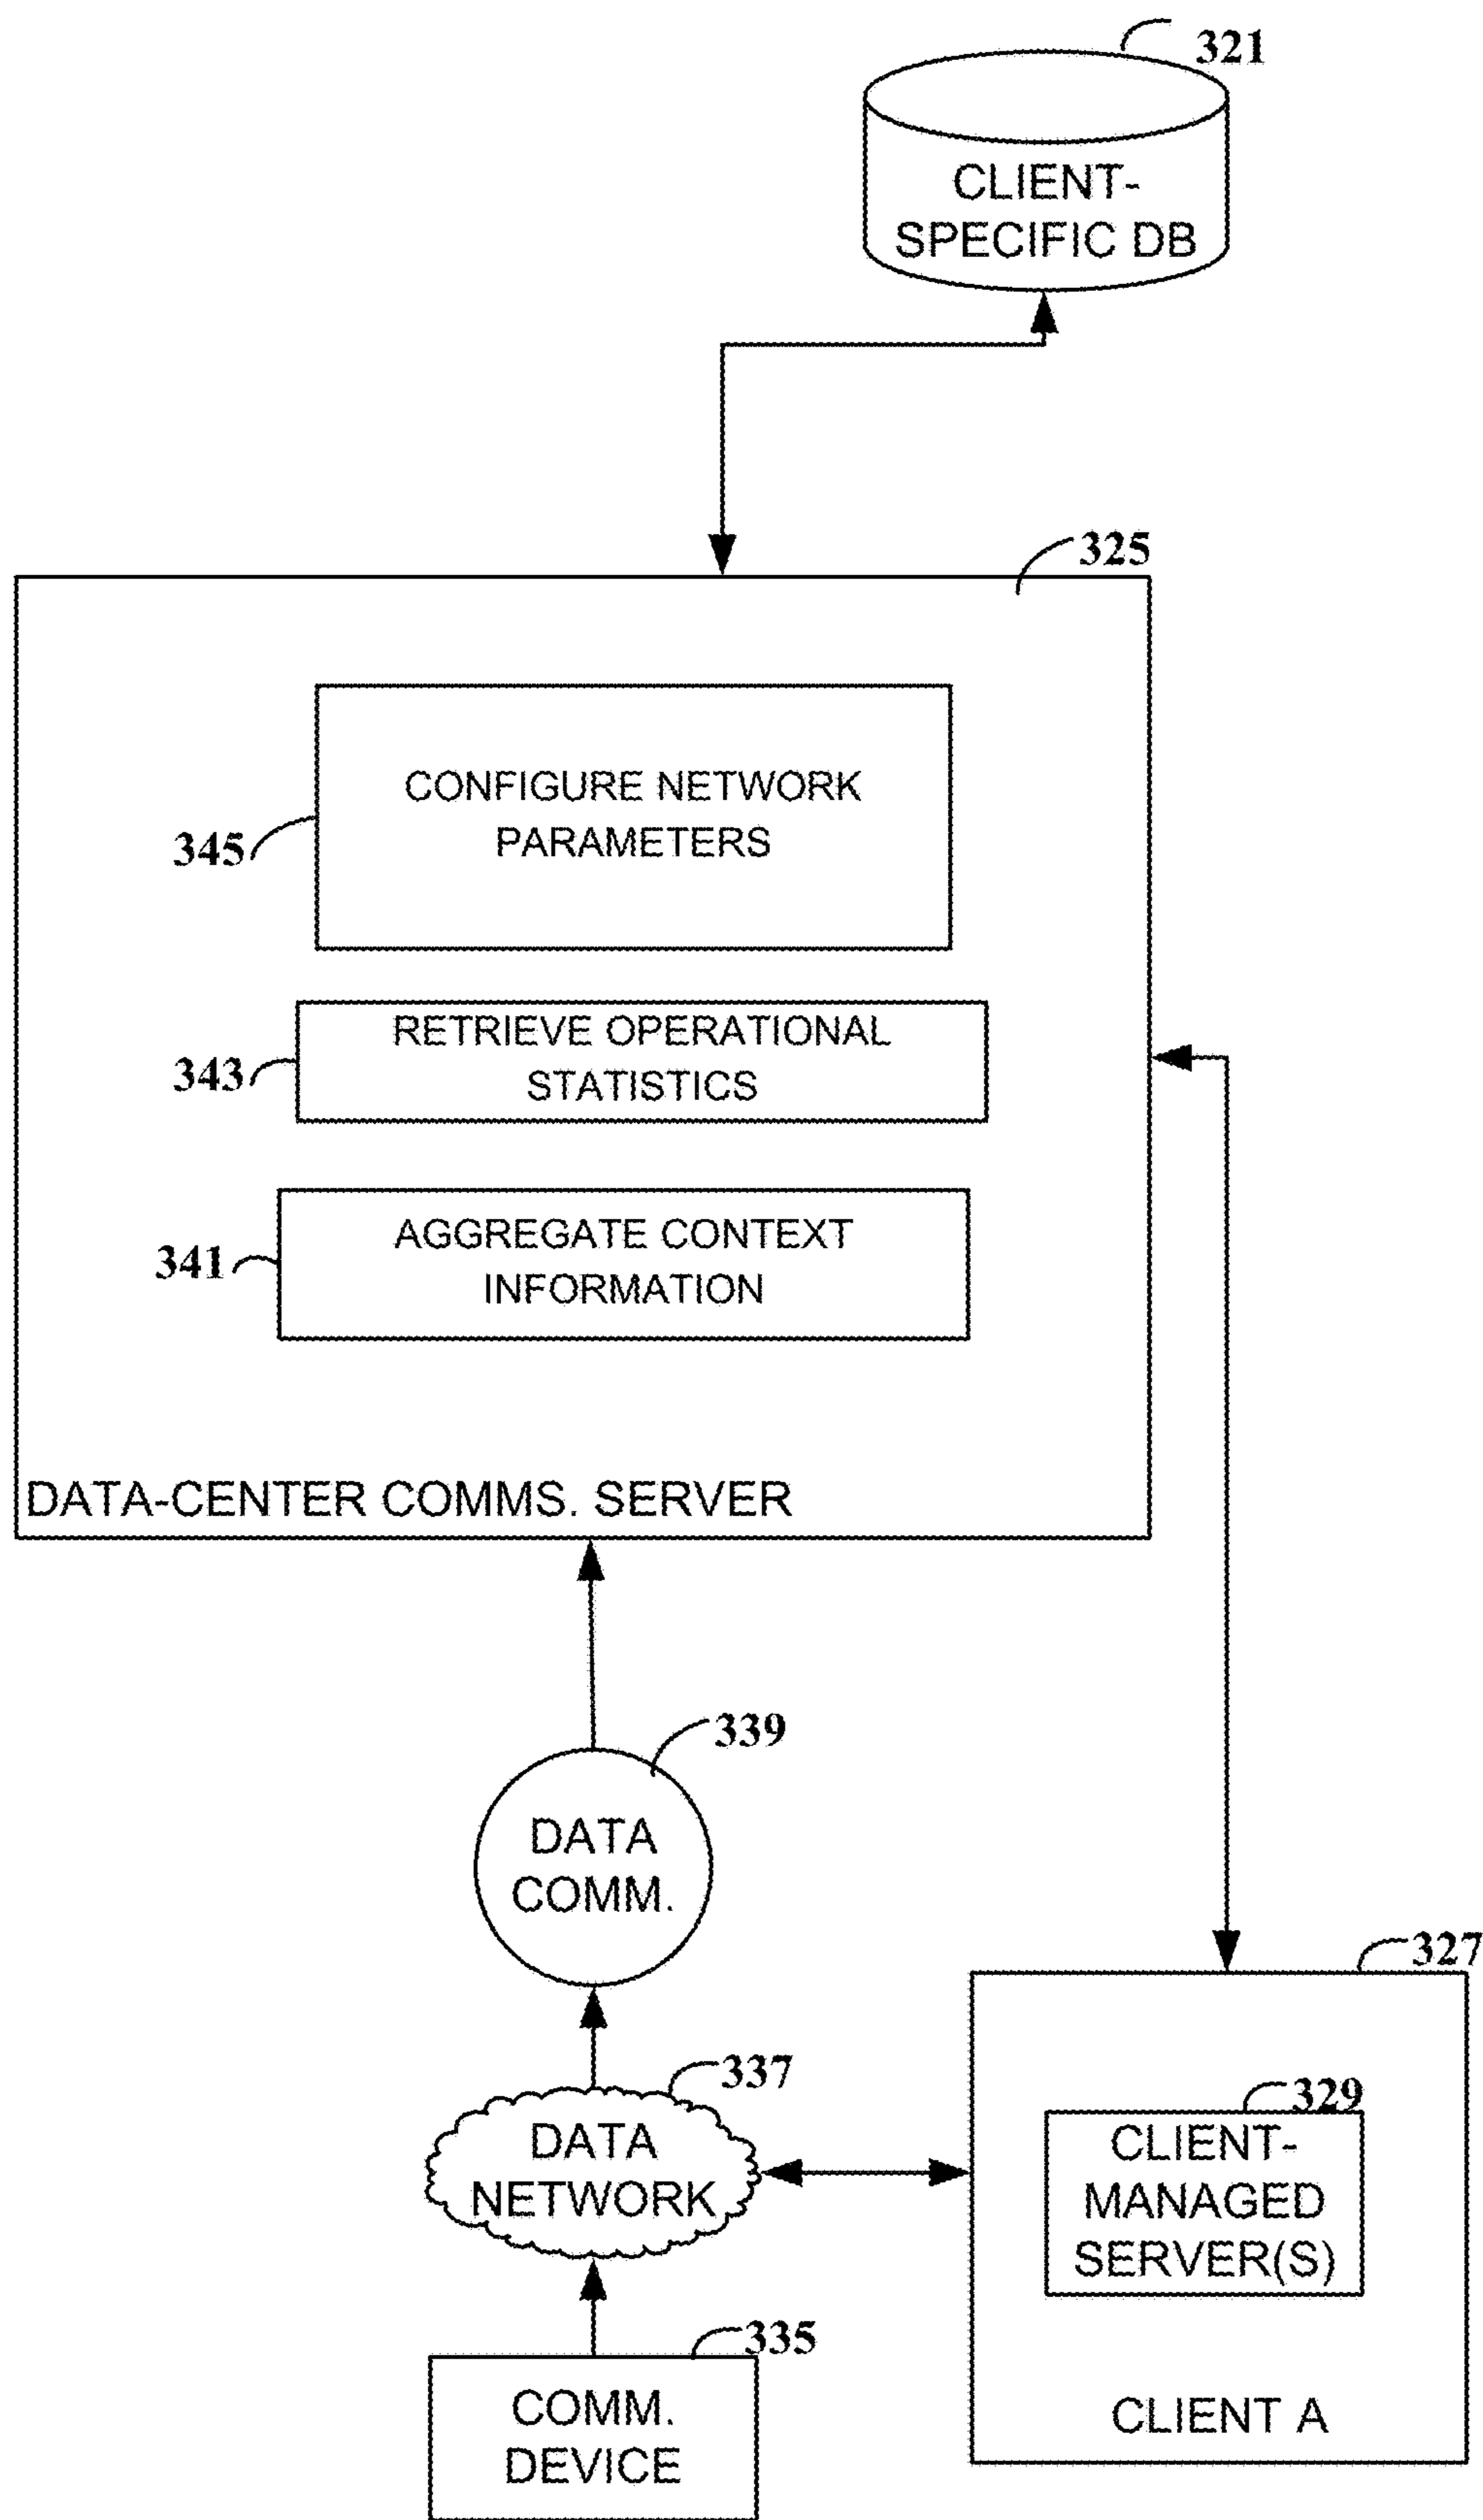 321
CLIENT-
SPECIFIC DB
325
CONFIGURE NETWORK
PARAMETERS
345
RETRIEVE OPERATIONAL
STATISTICS
343
AGGREGATE CONTEXT
INFORMATION
341
DATA-CENTER COMMS. SERVER
339
DATA
COMM.
327
337
DATA
NETWORK
329
CLIENT-
MANAGED
SERVER(S)
335
COMM.
DEVICE
CLIENT A